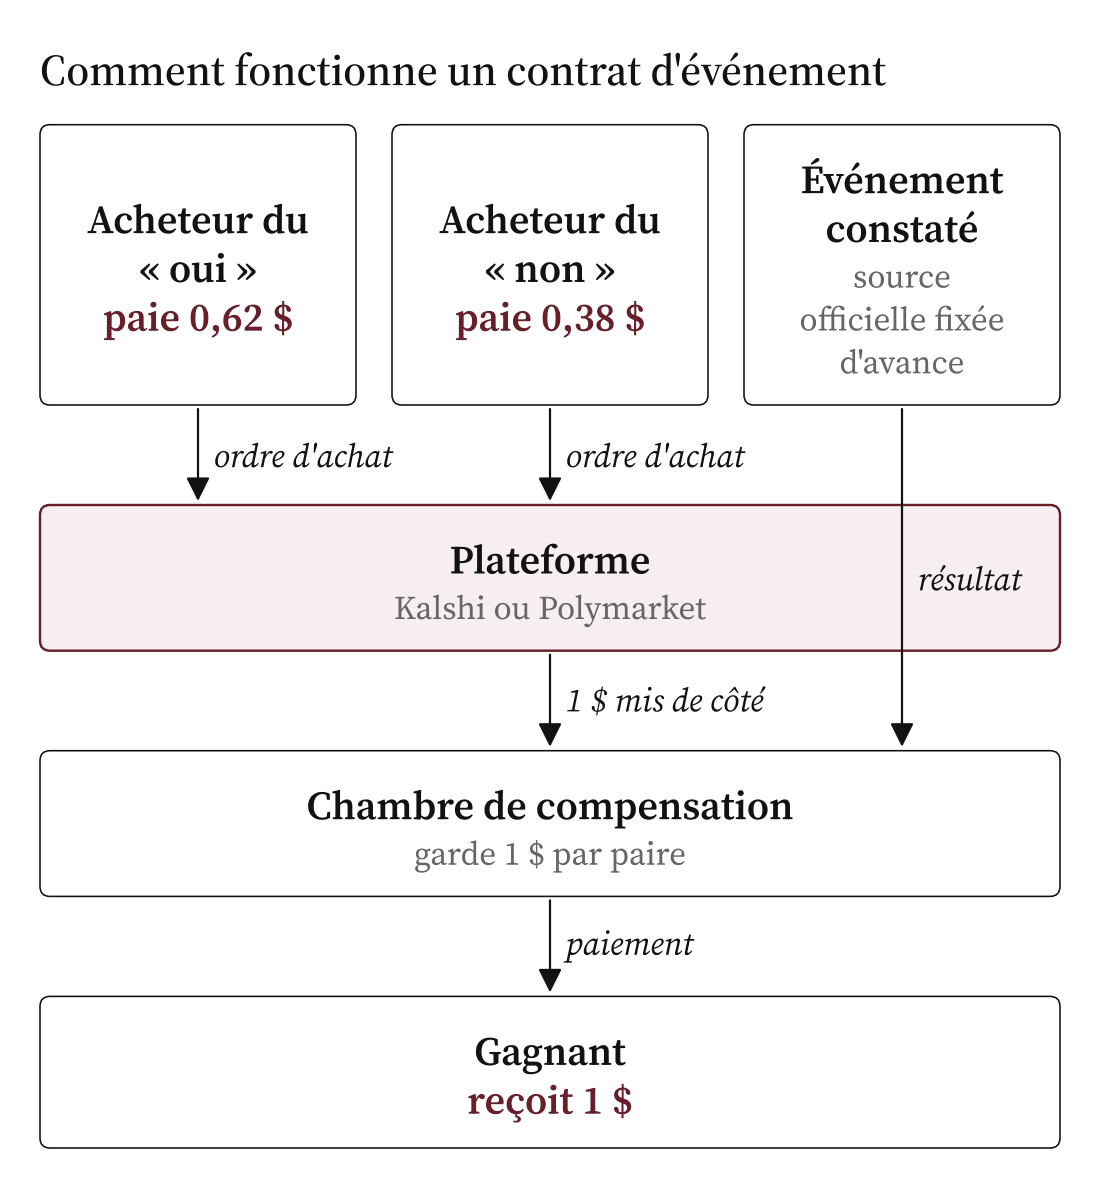 Comment fonctionne un contrat d'événement
Acheteur du
« oui »
paie 0,62 $
Acheteur du
« non »
paie 0,38 $
Événement
constaté
source
officielle fixée
d'avance
ordre d'achat
ordre d'achat
Plateforme
Kalshi ou Polymarket
résultat
1 $ mis de côté
Chambre de compensation
garde 1 $ par paire
paiement
Gagnant
reçoit 1 $